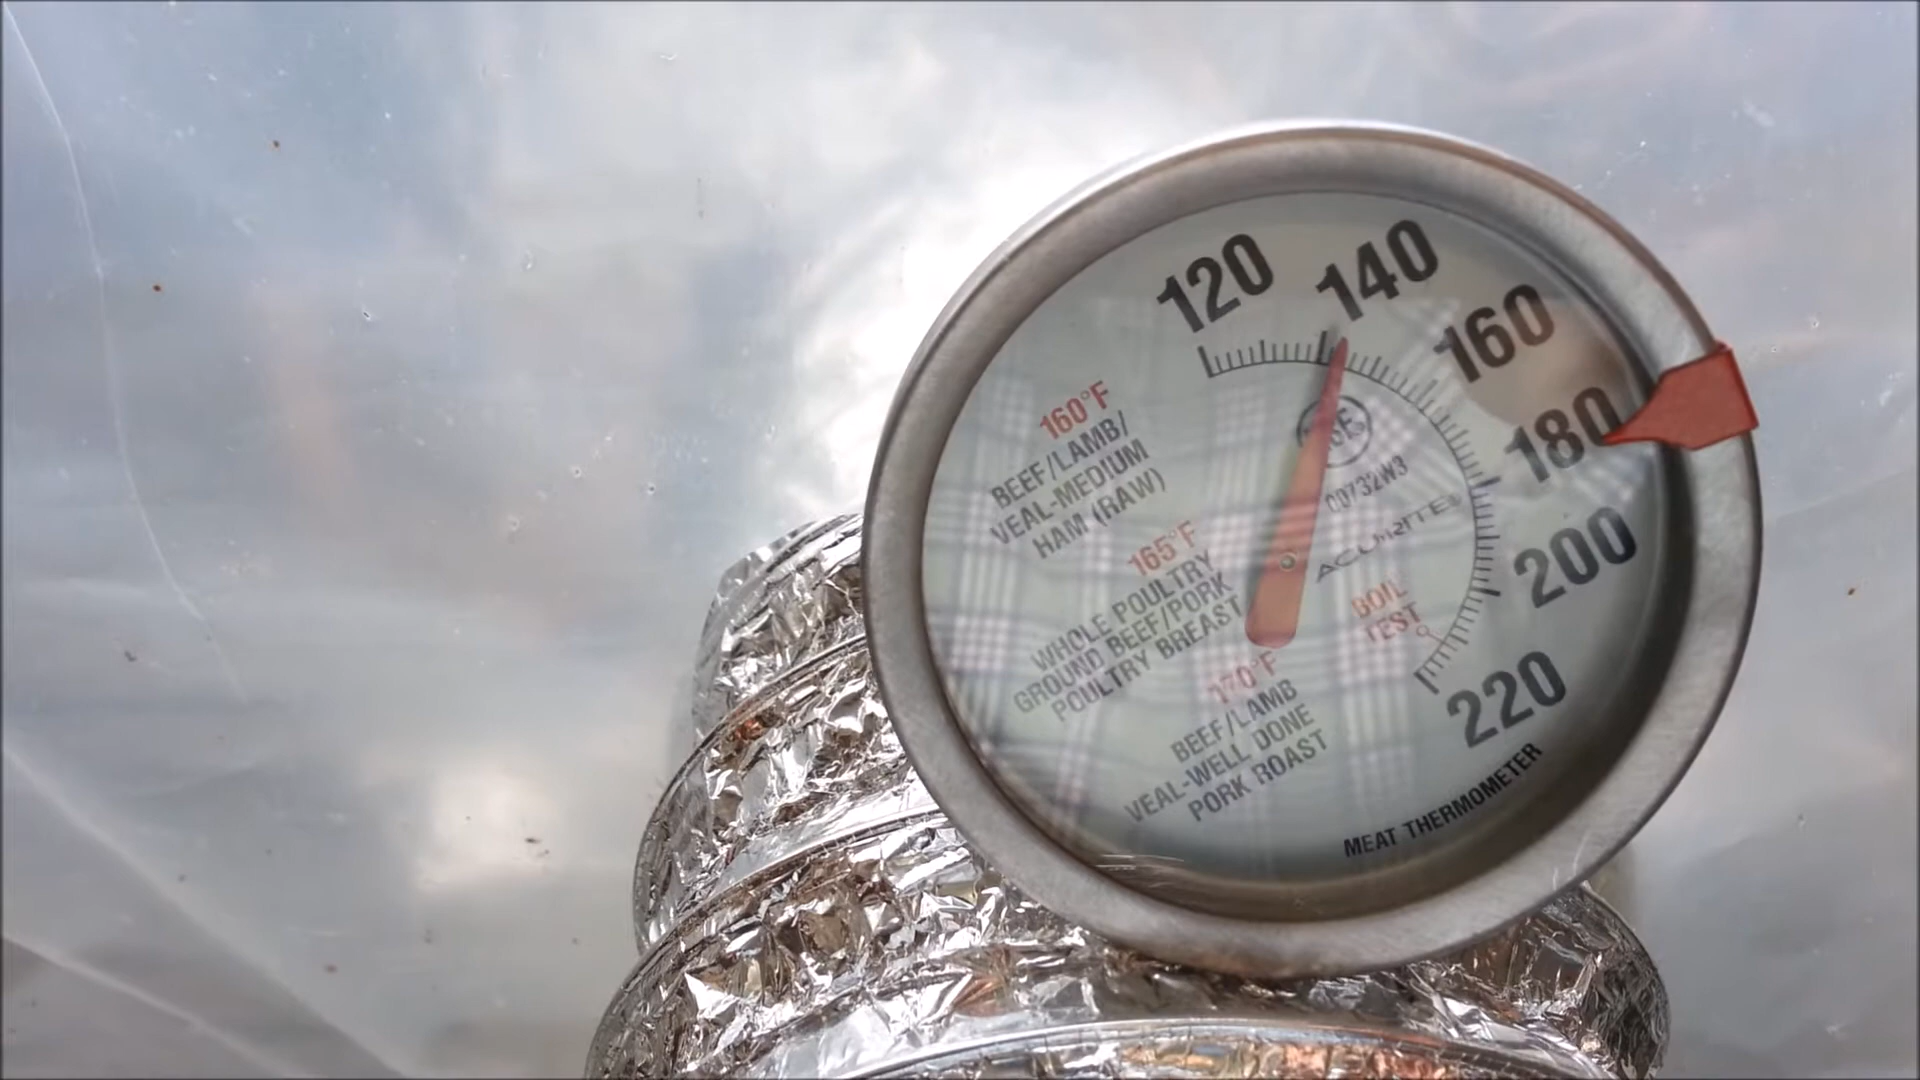 120
140
160
180
200
220
160°F
BEEF/LAMB/
VEAL-MEDIUM
HAM (RAW)
165°F
WHOLE POULTRY
GROUND BEEF/PORK
POULTRY BREAST
170°F
BEEF/LAMB
VEAL-WELL DONE
PORK ROAST
00732W3
ACURITE®
BOIL
TEST
MEAT THERMOMETER